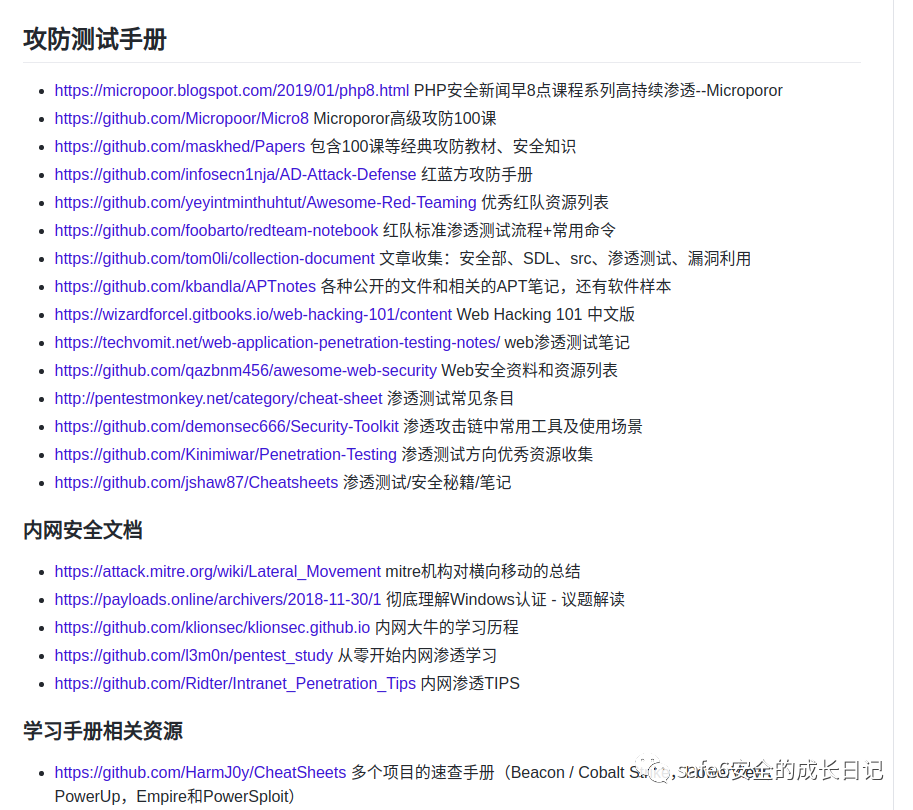 攻防测试手册
https://micropoor.blogspot.com/2019/01/php8.html PHP安全新闻早8点课程系列高持续渗透--Microporor
https://github.com/Micropoor/Micro8 Microporor高级攻防100课
https://github.com/maskhed/Papers 包含100课等经典攻防教材、安全知识
https://github.com/infosecn1nja/AD-Attack-Defense 红蓝方攻防手册
https://github.com/yeyintminthuhtut/Awesome-Red-Teaming 优秀红队资源列表
https://github.com/foobarto/redteam-notebook 红队标准渗透测试流程+常用命令
https://github.com/tom0li/collection-document 文章收集：安全部、SDL、src、渗透测试、漏洞利用
https://github.com/kbandla/APTnotes 各种公开的文件和相关的APT笔记，还有软件样本
https://wizardforcel.gitbooks.io/web-hacking-101/content Web Hacking 101 中文版
https://techvomit.net/web-application-penetration-testing-notes/ web渗透测试笔记
https://github.com/qazbnm456/awesome-web-security Web安全资料和资源列表
http://pentestmonkey.net/category/cheat-sheet 渗透测试常见条目
https://github.com/demonsec666/Security-Toolkit 渗透攻击链中常用工具及使用场景
https://github.com/Kinimiwar/Penetration-Testing 渗透测试方向优秀资源收集
https://github.com/jshaw87/Cheatsheets 渗透测试/安全秘籍/笔记
内网安全文档
https://attack.mitre.org/wiki/Lateral_Movement mitre机构对横向移动的总结
https://payloads.online/archivers/2018-11-30/1 彻底理解Windows认证 - 议题解读
https://github.com/klionsec/klionsec.github.io 内网大牛的学习历程
https://github.com/l3m0n/pentest_study 从零开始内网渗透学习
https://github.com/Ridter/Intranet_Penetration_Tips 内网渗透TIPS
学习手册相关资源
https://github.com/HarmJ0y/CheatSheets 多个项目的速查手册（Beacon / Cobalt
safe6安全的成长日记
PowerUp，Empire和PowerSploit）